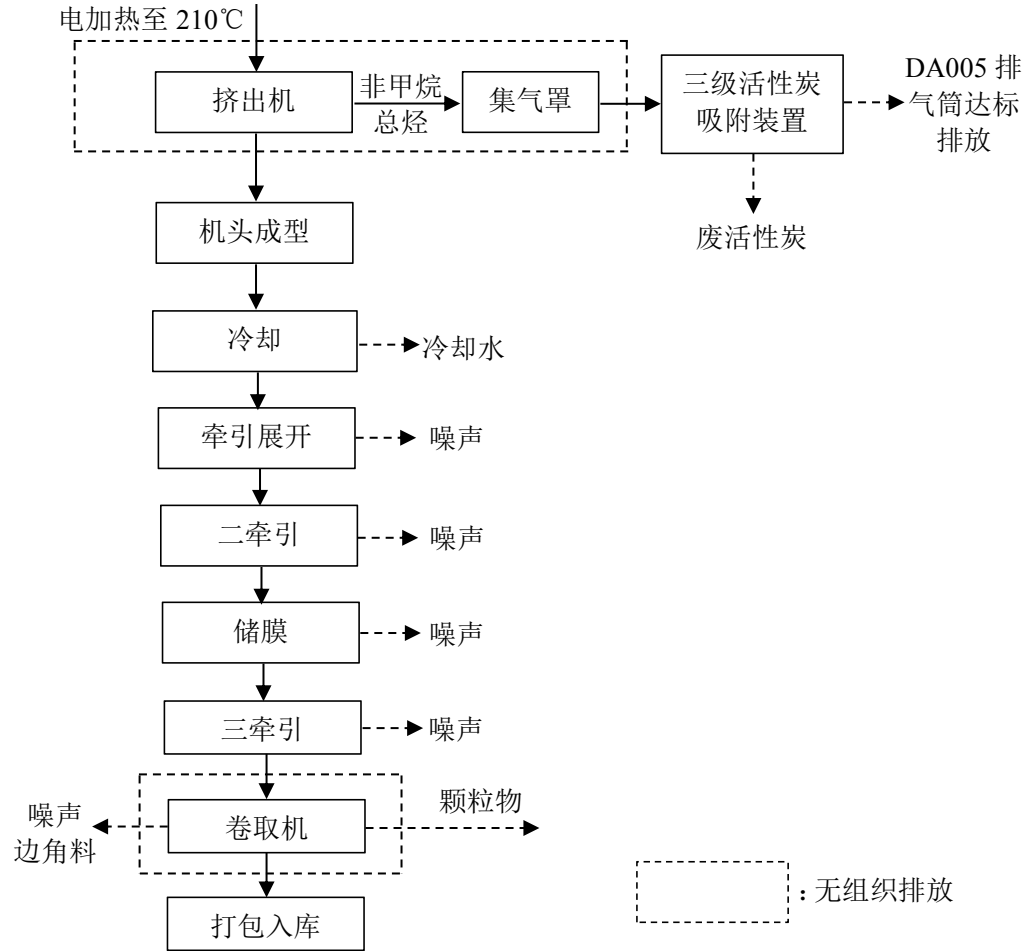 电加热至 210℃
挤出机
非甲烷
总烃
集气罩
三级活性炭
吸附装置
DA005 排
气筒达标
排放
废活性炭
机头成型
冷却
冷却水
牵引展开
噪声
二牵引
噪声
储膜
噪声
三牵引
噪声
噪声
边角料
卷取机
颗粒物
打包入库
：无组织排放